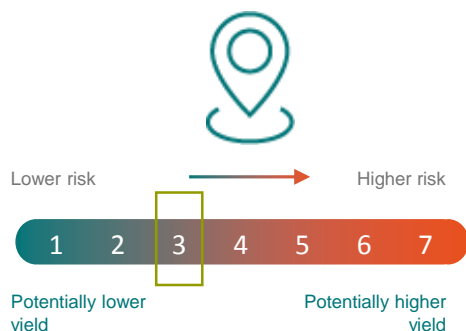 Lower risk Higher risk
1 2 3 4 5 6 7
Potentially lower Potentially higher
yield yield